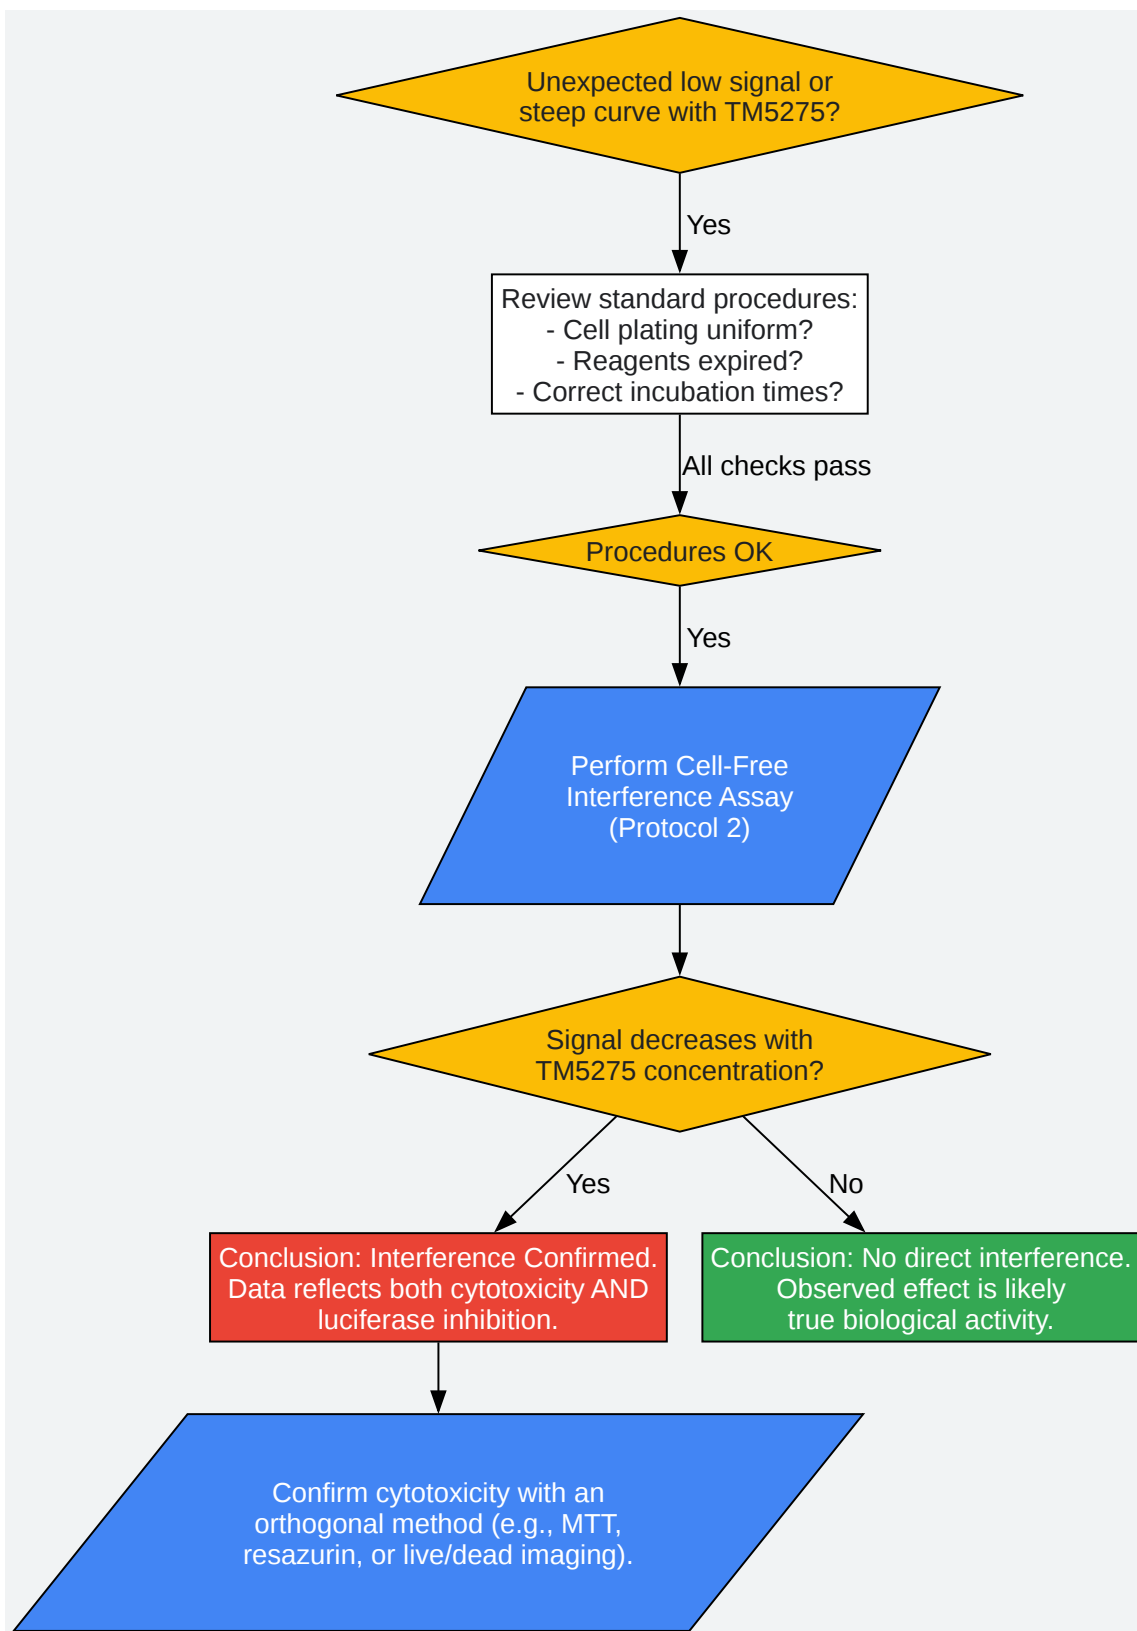 Unexpected low signal or
steep curve with TM5275?
Yes
Review standard procedures:
- Cell plating uniform?
- Reagents expired?
- Correct incubation times?
All checks pass
Procedures OK
Yes
Perform Cell-Free
Interference Assay
(Protocol 2)
Signal decreases with
TM5275 concentration?
Yes
No
Conclusion: Interference Confirmed.
Data reflects both cytotoxicity AND
luciferase inhibition.
Conclusion: No direct interference.
Observed effect is likely
true biological activity.
Confirm cytotoxicity with an
orthogonal method (e.g., MTT,
resazurin, or live/dead imaging).